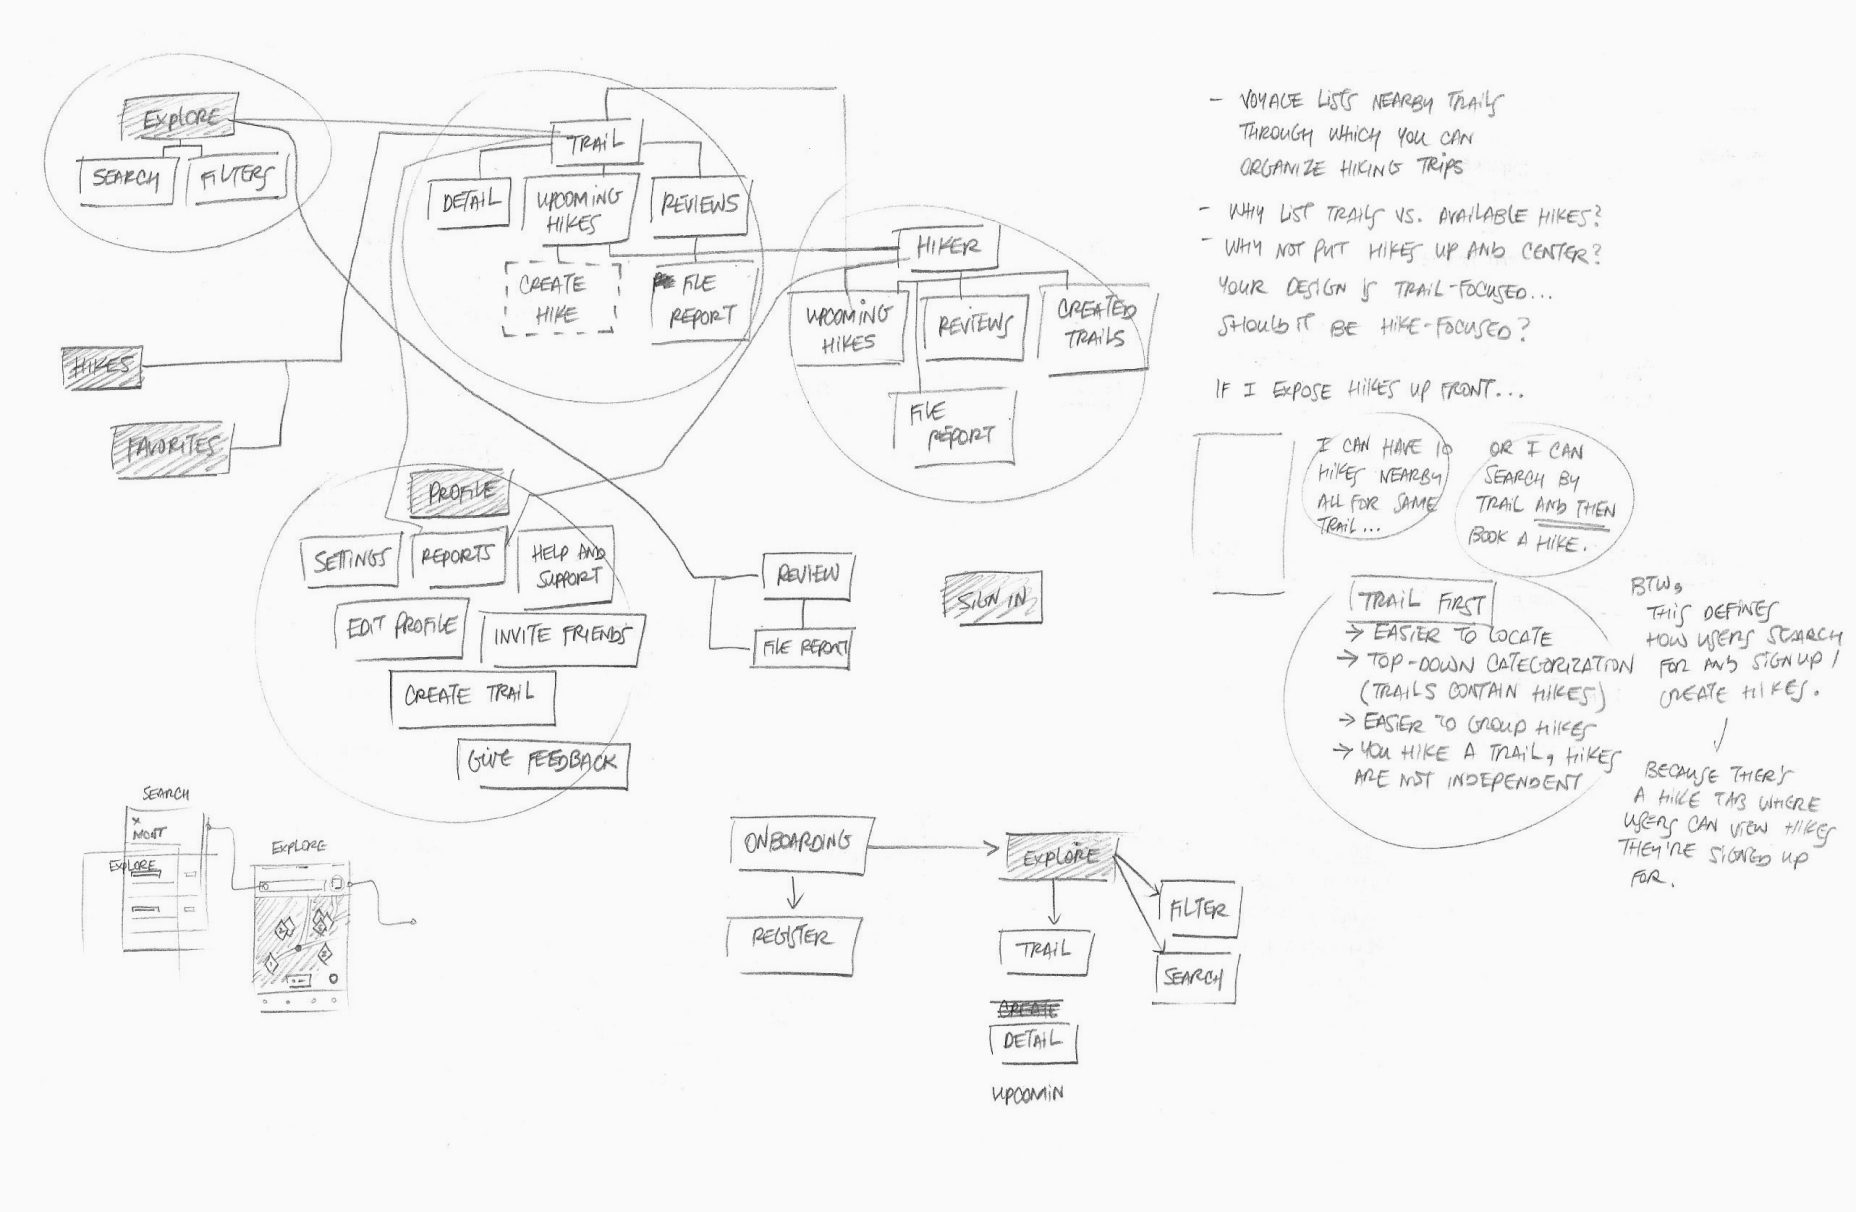 EXPLORE
SEARCH
FILTERS
TRAIL
DETAIL
UPCOMING
HIKES
REVIEWS
CREATE
HIKE
FILE
REPORT
HIKER
UPCOMING
HIKES
REVIEWS
CREATED
TRAILS
FILE
REPORT
HIKES
FAVORITES
PROFILE
SETTINGS
REPORTS
HELP AND
SUPPORT
EDIT PROFILE
INVITE FRIENDS
CREATE TRAIL
GIVE FEEDBACK
REVIEW
FILE REPORT
SIGN IN
SEARCH
x
MONT
EXPLORE
EXPLORE
ONBOARDING
REGISTER
EXPLORE
FILTER
SEARCH
TRAIL
CREATE
DETAIL
UPCOMIN
- VOYAGE LISTS NEARBY TRAILS
THROUGH WHICH YOU CAN
ORGANIZE HIKING TRIPS
- WHY LIST TRAILS VS. AVAILABLE HIKES?
- WHY NOT PUT HIKES UP AND CENTER?
YOUR DESIGN IS TRAIL-FOCUSED...
SHOULD IT BE HIKE-FOCUSED?
IF I EXPOSE HIKES UP FRONT...
I CAN HAVE 10
HIKES NEARBY
ALL FOR SAME
TRAIL...
OR I CAN
SEARCH BY
TRAIL AND THEN
BOOK A HIKE.
TRAIL FIRST
→ EASIER TO LOCATE
→ TOP-DOWN CATEGORIZATION
(TRAILS CONTAIN HIKES)
→ EASIER TO GROUP HIKES
→ YOU HIKE A TRAIL, HIKES
ARE NOT INDEPENDENT
BTW,
THIS DEFINES
HOW USERS SEARCH
FOR AND SIGN UP /
CREATE HIKES.
BECAUSE THER'S
A HIKE TAB WHERE
USERS CAN VIEW HIKES
THEY'RE SIGNED UP
FOR.